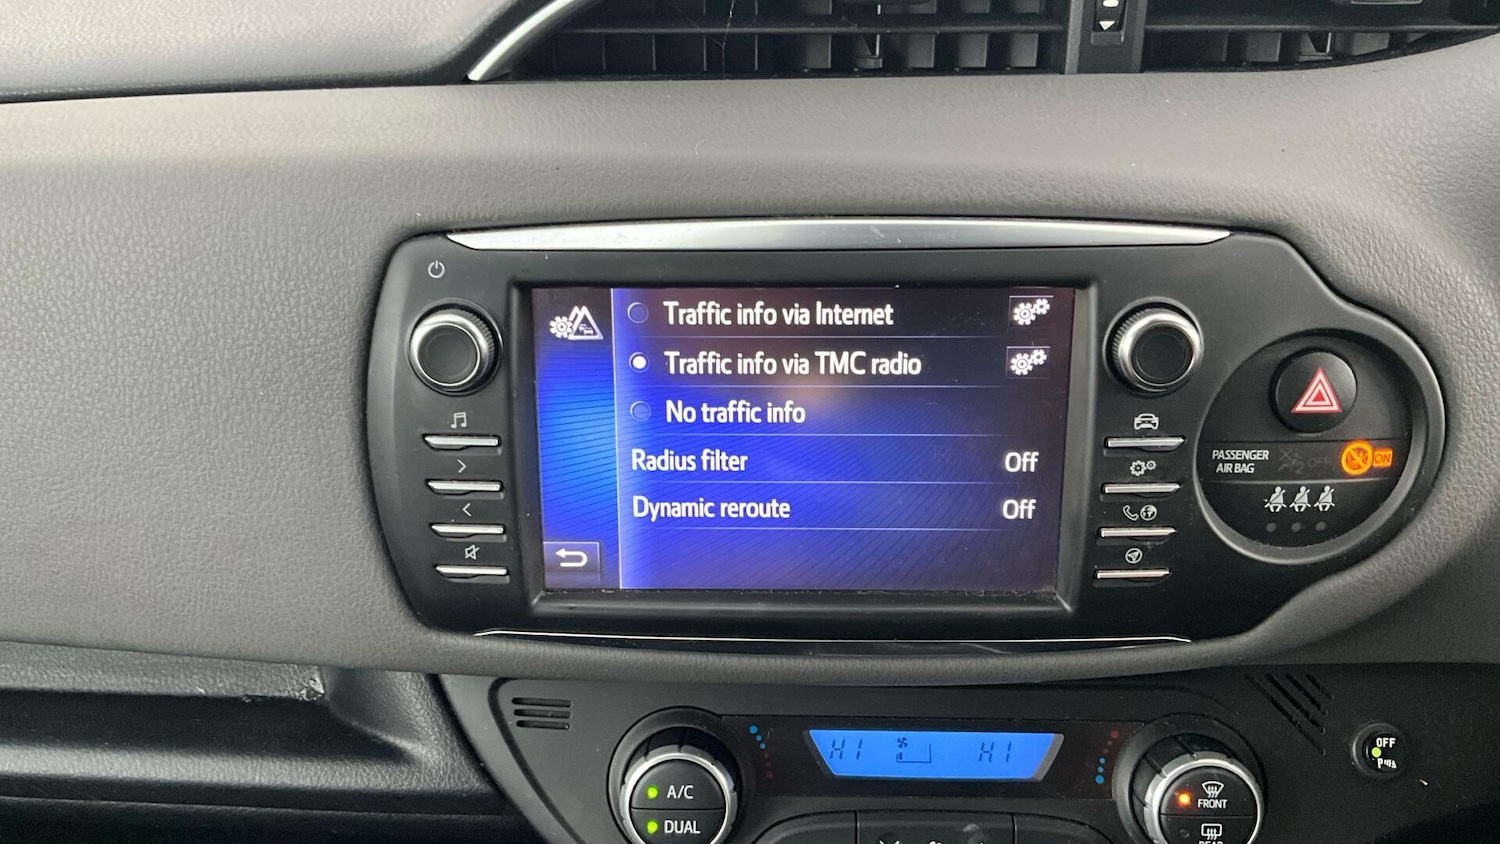 Traffic info via Internet
Traffic info via TMC radio
No traffic info
Radius filter Off
Dynamic reroute Off
PASSENGER
AIR BAG
OFF
ON
HI HI
A/C
DUAL
FRONT
REAR
OFF